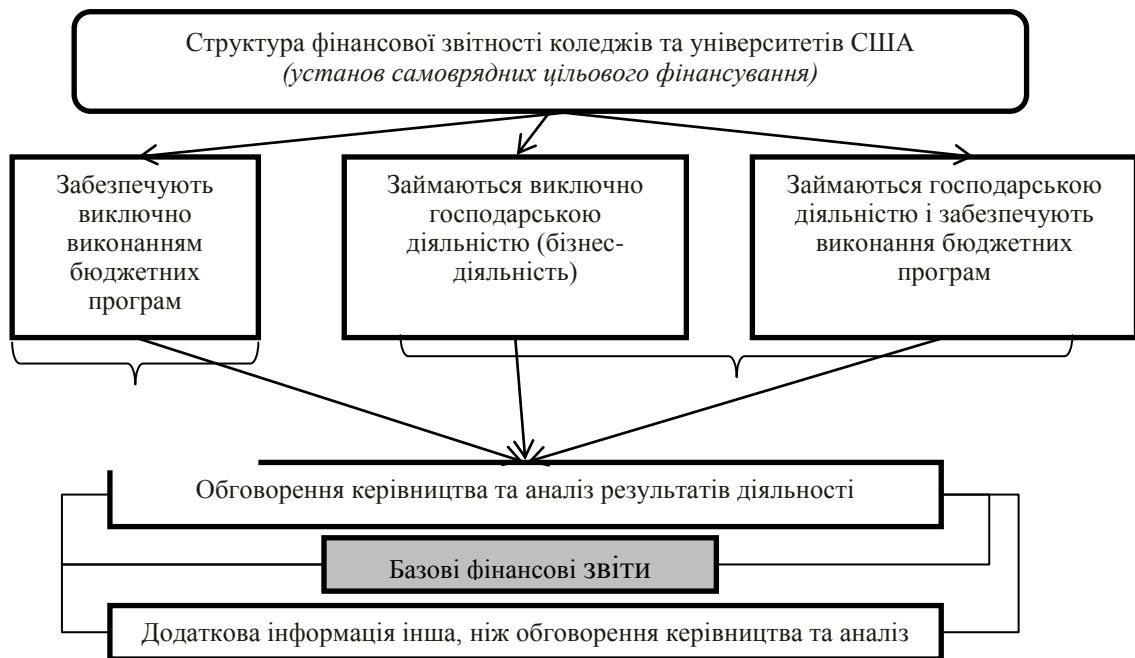 Структура фінансової звітності коледжів та університетів США
(установ самоврядних цільового фінансування)
Забезпечують
виключно
виконанням
бюджетних
програм
Займаються виключно
господарською
діяльністю (бізнес-
діяльність)
Займаються господарською
діяльністю і забезпечують
виконання бюджетних
програм
Обговорення керівництва та аналіз результатів діяльності
Базові фінансові звіти
Додаткова інформація інша, ніж обговорення керівництва та аналіз